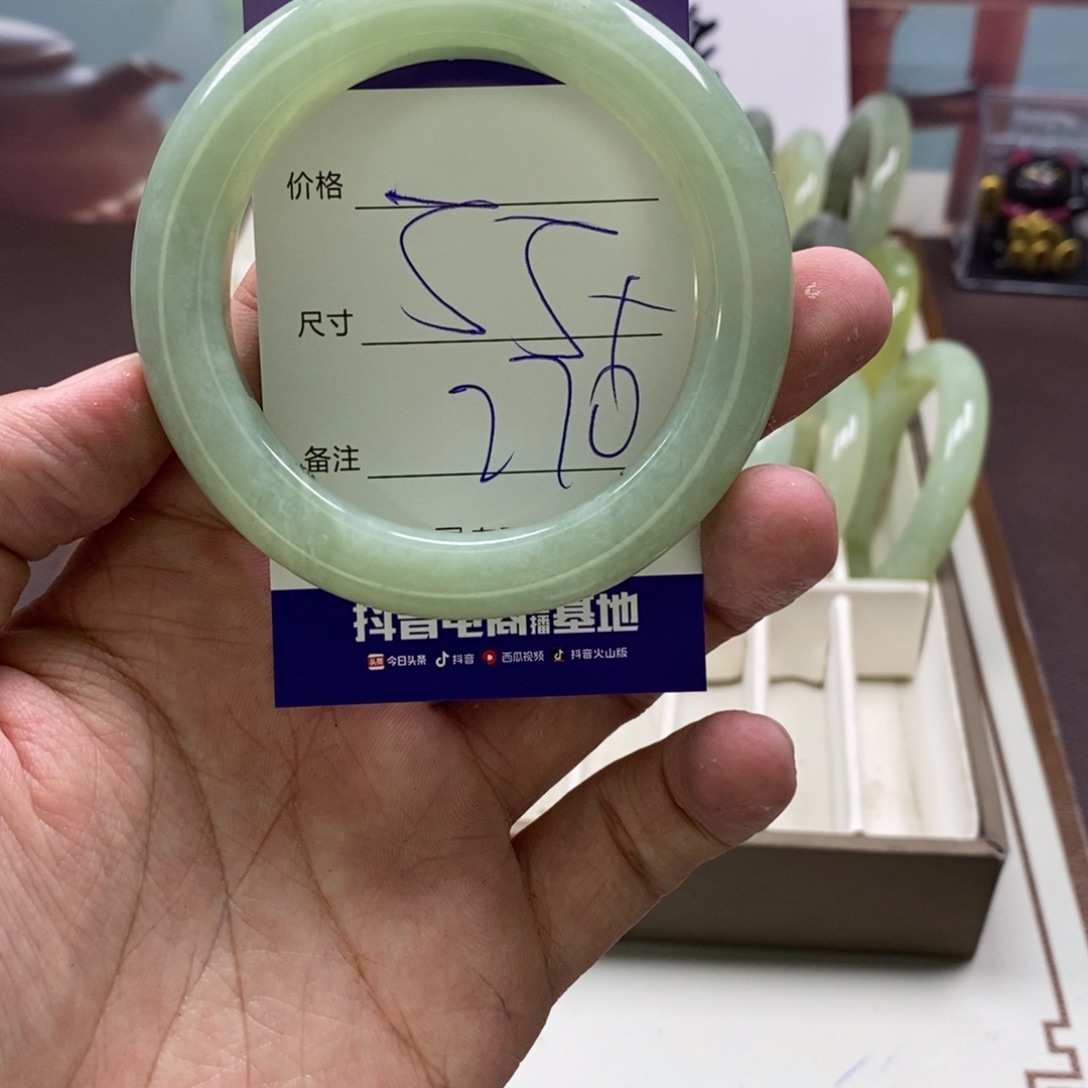 价格
55+
尺寸
270
备注
抖音电商直播基地
今日头条 抖音 西瓜视频 抖音火山版